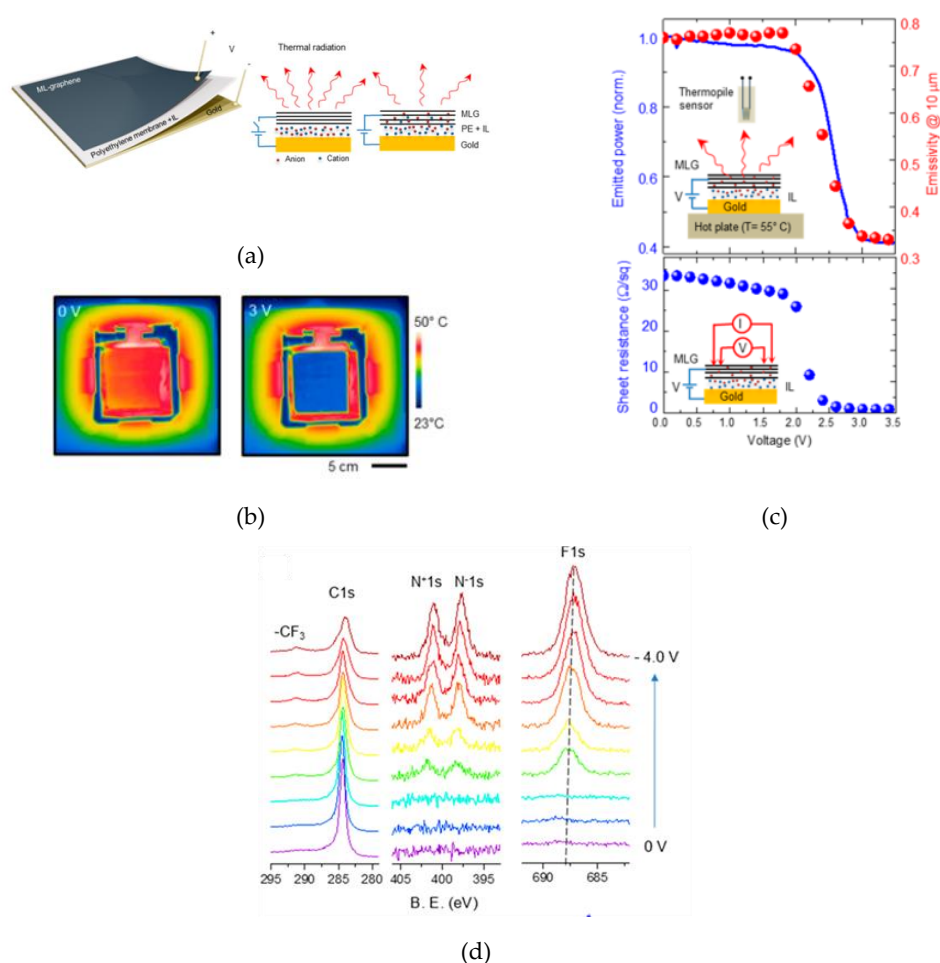 +
V
-
ML-graphene
Polyethylene membrane +IL
Gold
Thermal radiation
MLG
PE + IL
Gold
Anion
Cation
(a)
0 V
3 V
50° C
23°C
5 cm
(b)
Emitted power (norm.)
1.0
0.8
0.6
0.4
Emissivity @ 10 μm
0.8
0.7
0.6
0.5
0.4
0.3
Thermopile
sensor
MLG
V
IL
Gold
Hot plate (T= 55° C)
Sheet resistance (Ω/sq)
30
20
10
0
I
V
MLG
V
IL
Gold
0.0 0.5 1.0 1.5 2.0 2.5 3.0 3.5
Voltage (V)
(c)
-CF3
C1s
N+1s
N-1s
F1s
- 4.0 V
0 V
295 290 285 280
405 400 395
690 685
B. E. (eV)
(d)